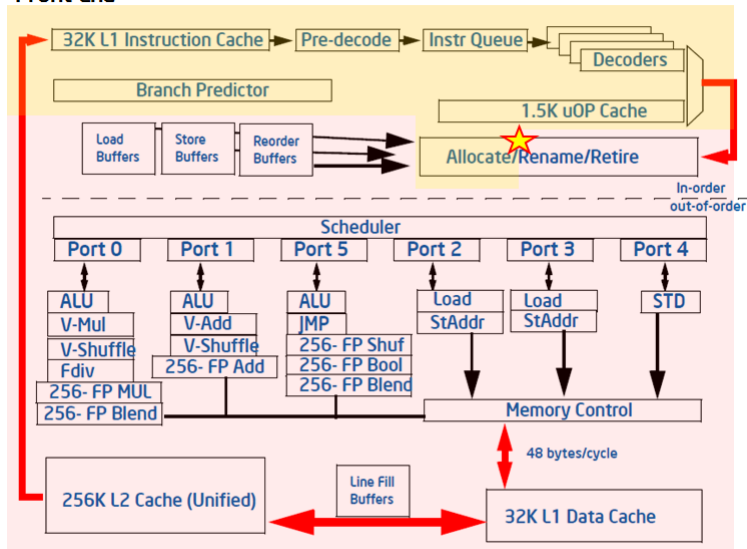 32K L1 Instruction Cache
Pre-decode
Instr Queue
Decoders
Branch Predictor
1.5K uOP Cache
Load
Buffers
Store
Buffers
Reorder
Buffers
Allocate/Rename/Retire
In-order
out-of-order
Scheduler
Port 0
Port 1
Port 5
Port 2
Port 3
Port 4
ALU
V-Mul
V-Shuffle
Fdiv
256- FP MUL
256- FP Blend
ALU
V-Add
V-Shuffle
256- FP Add
ALU
JMP
256- FP Shuf
256- FP Bool
256- FP Blend
Load
StAddr
Load
StAddr
STD
Memory Control
48 bytes/cycle
256K L2 Cache (Unified)
Line Fill
Buffers
32K L1 Data Cache